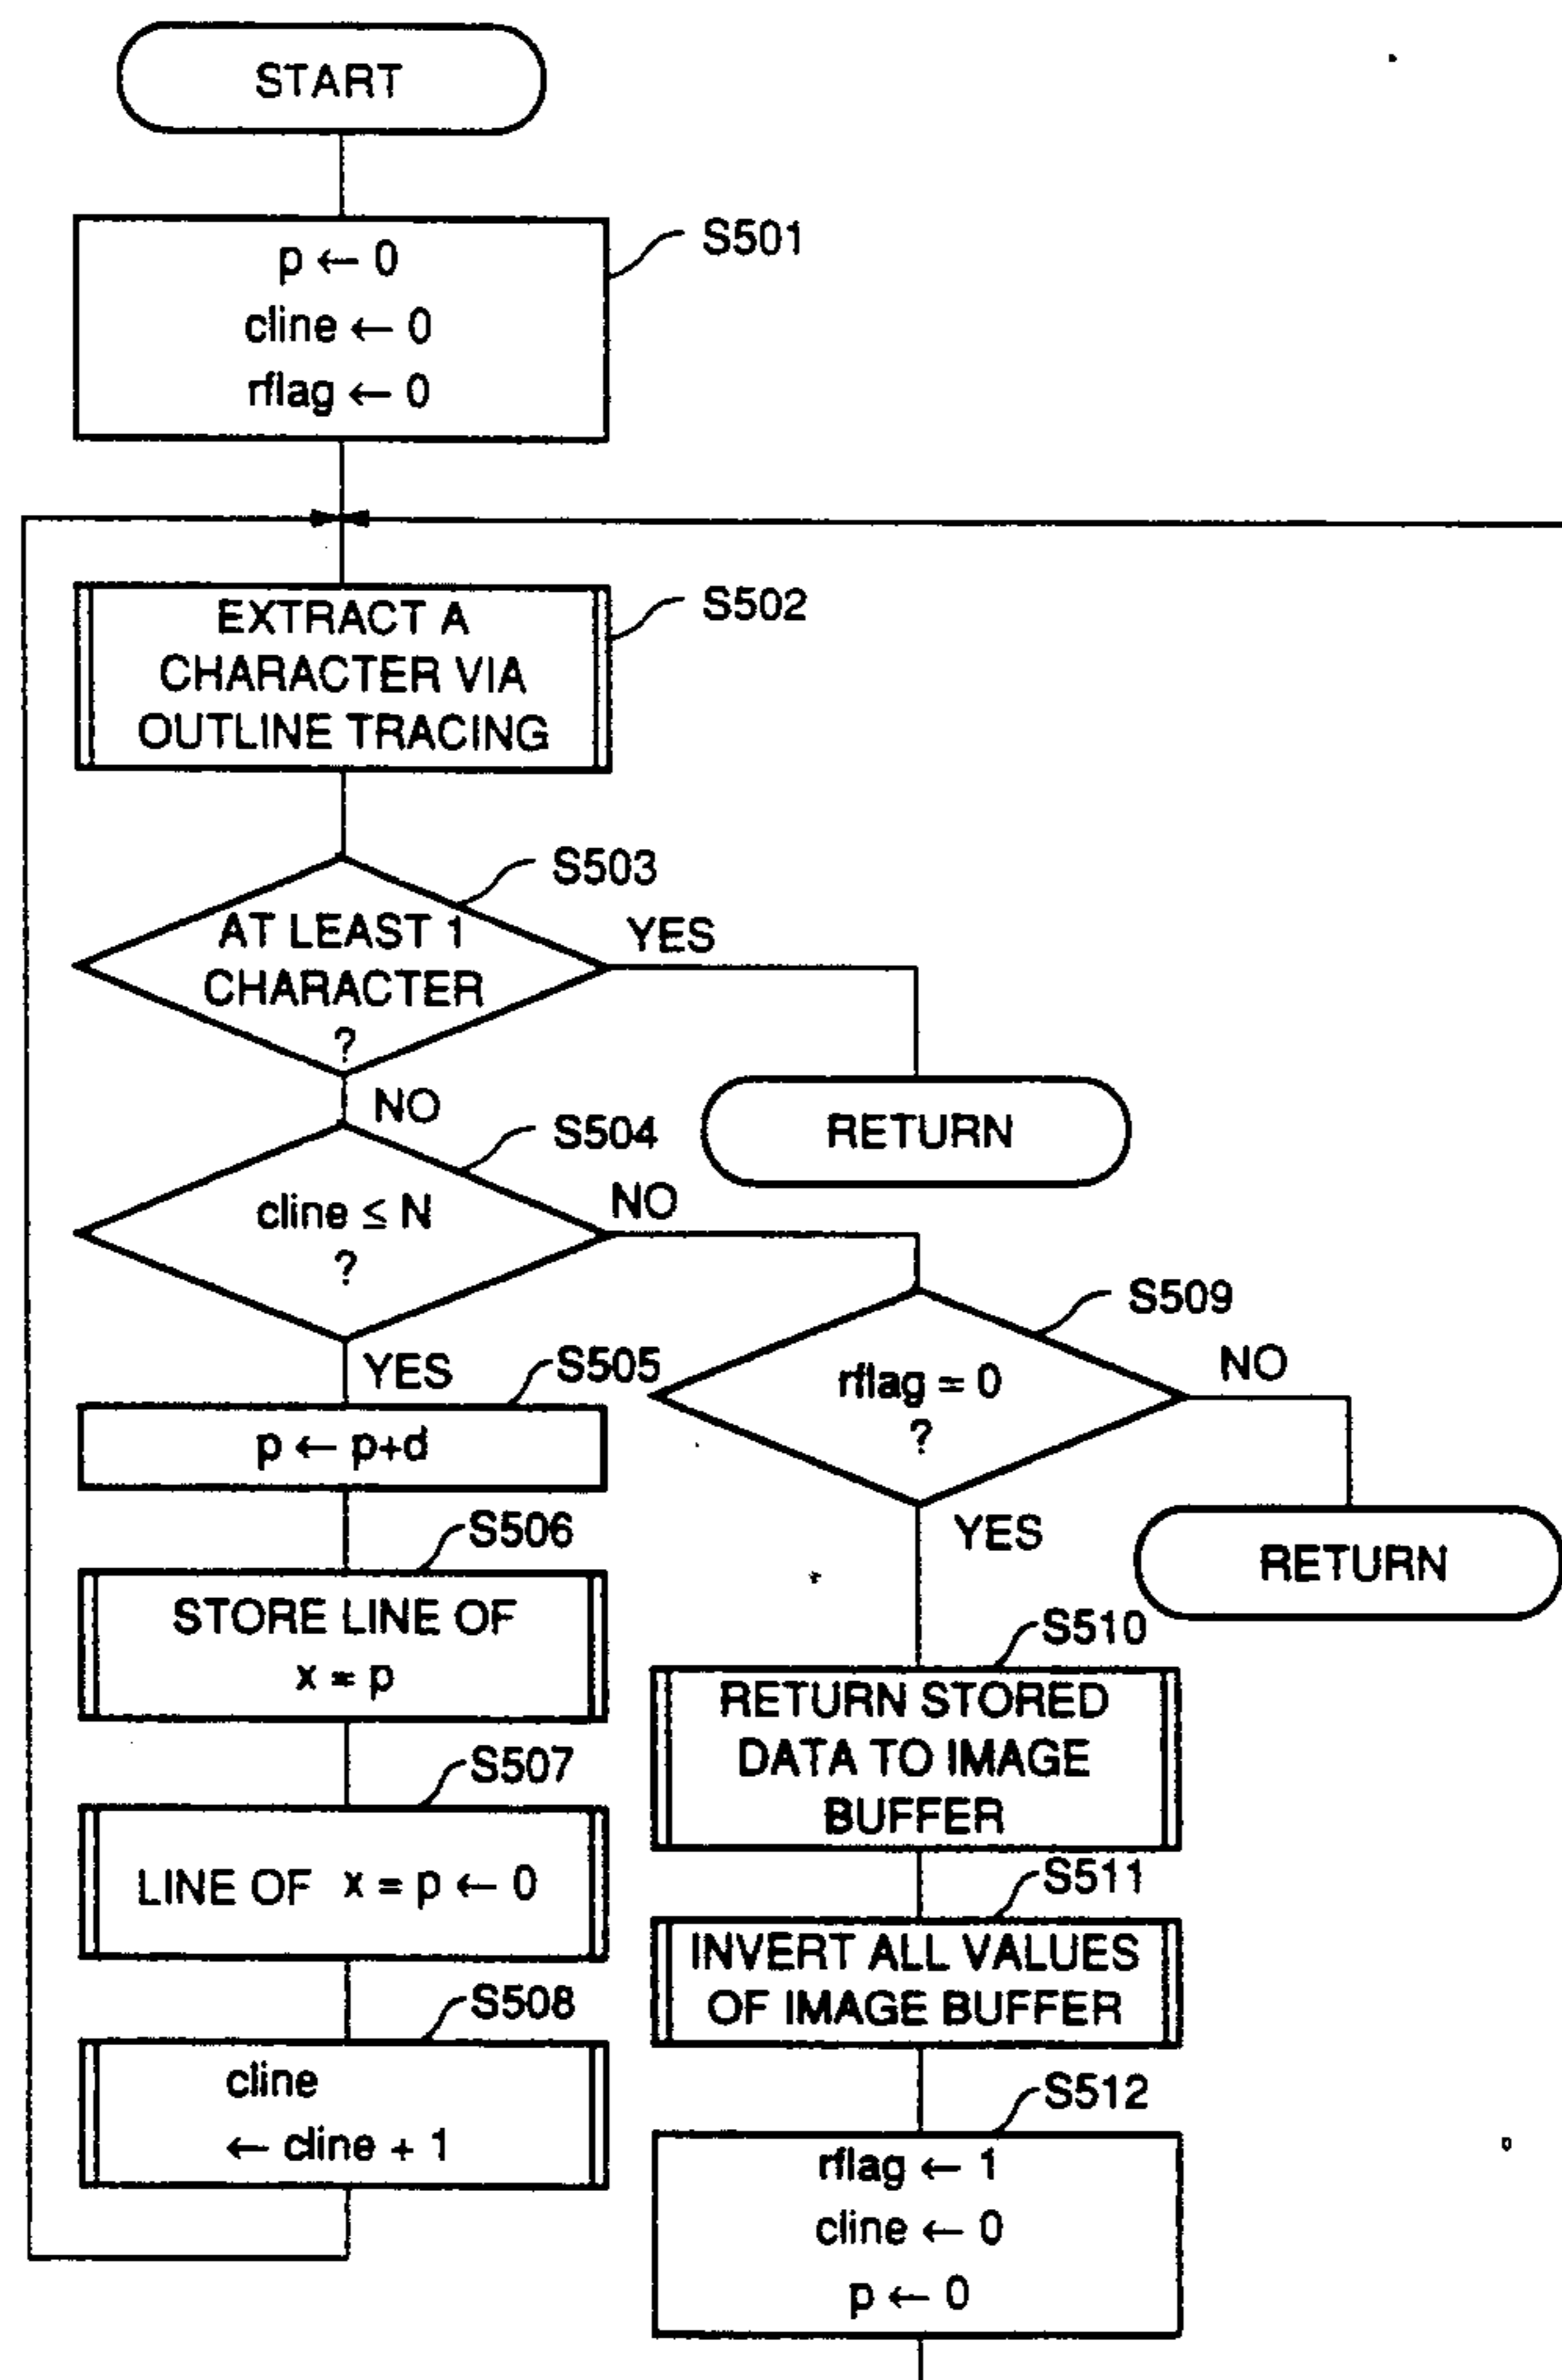 START
S501
p ← 0
cline ← 0
rflag ← 0
S502
EXTRACT A
CHARACTER VIA
OUTLINE TRACING
S503
AT LEAST 1
CHARACTER
?
YES
RETURN
NO
S504
cline ≤ N
?
NO
YES
S509
rflag = 0
?
NO
RETURN
YES
S505
p ← p+d
S506
STORE LINE OF
x = p
S507
LINE OF x = p ← 0
S508
cline
← cline + 1
S510
RETURN STORED
DATA TO IMAGE
BUFFER
S511
INVERT ALL VALUES
OF IMAGE BUFFER
S512
rflag ← 1
cline ← 0
p ← 0